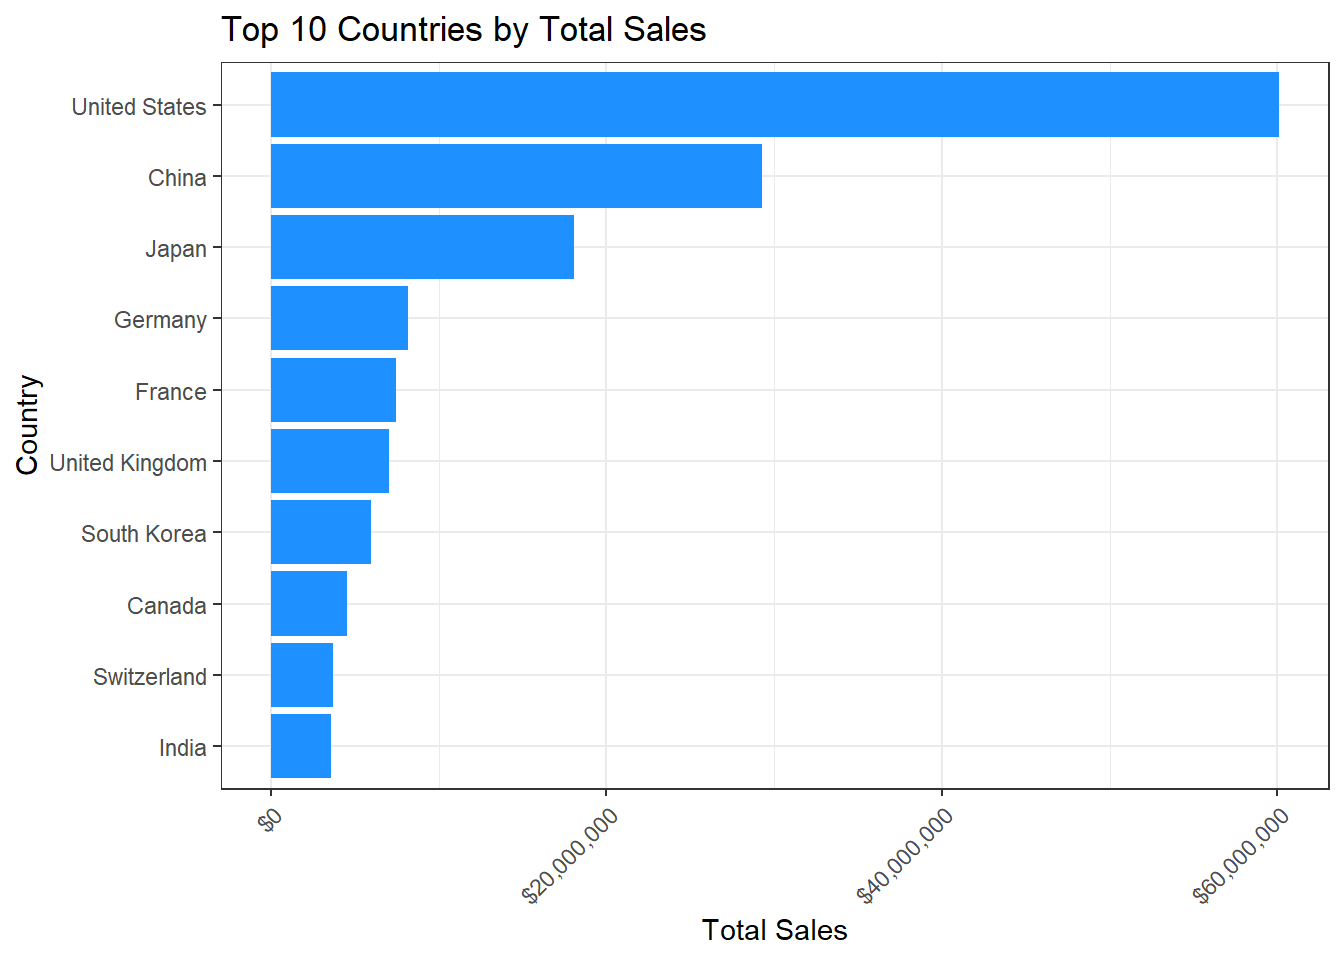 Top 10 Countries by Total Sales
United States
China
Japan
Germany
France
United Kingdom
South Korea
Canada
Switzerland
India
Country
$0
$20,000,000
$40,000,000
$60,000,000
Total Sales